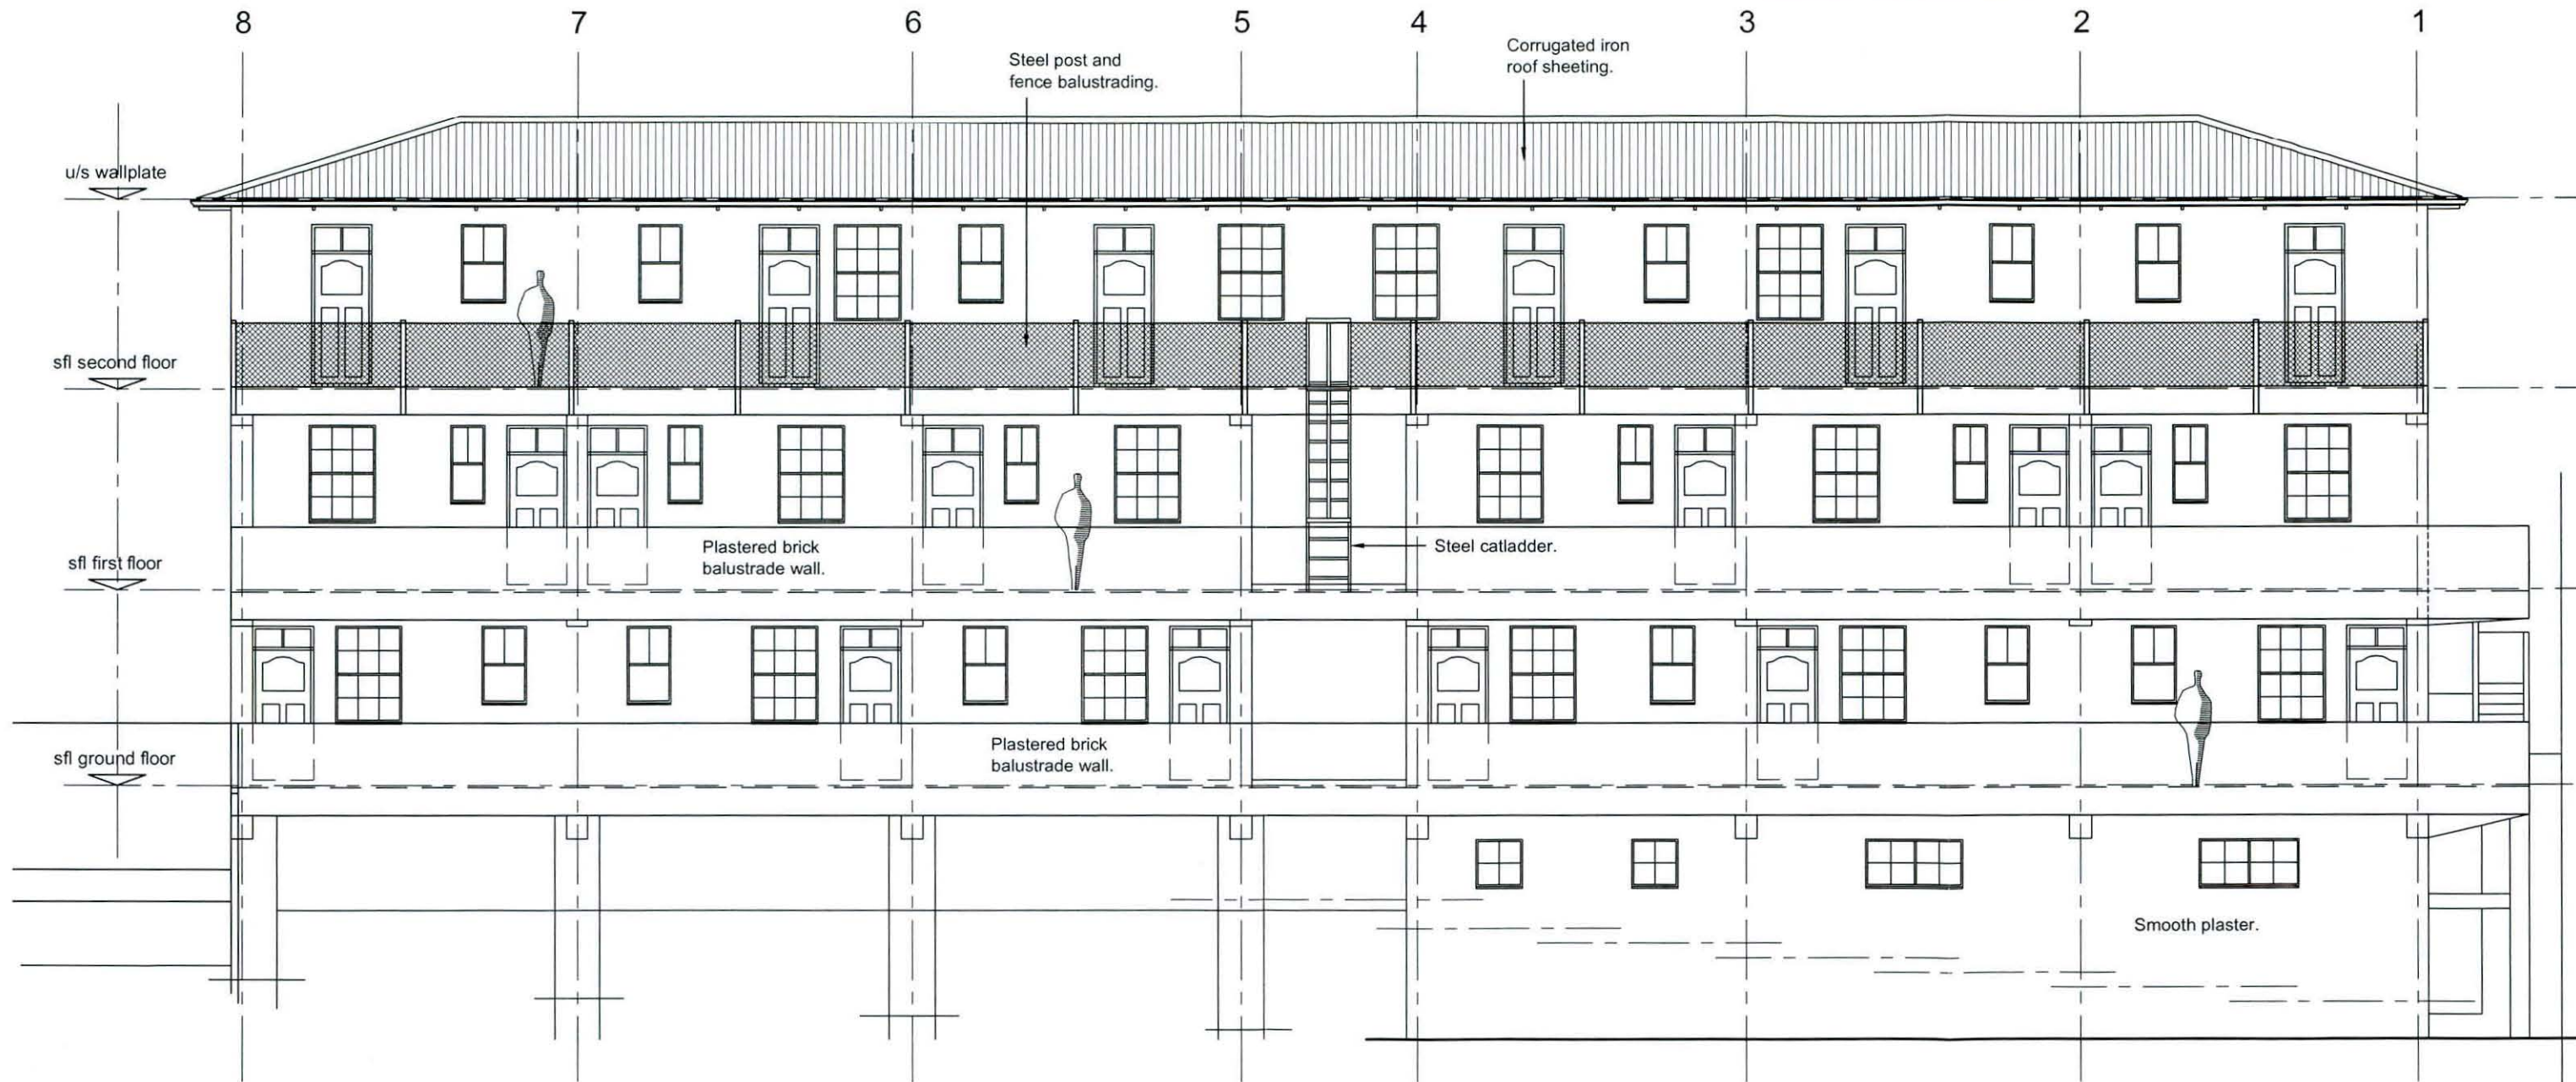 8 7 6 5 4 3 2 1
Steel post and
fence balustrading.
Corrugated iron
roof sheeting.
u/s wallplate
sfl second floor
sfl first floor
Plastered brick
balustrade wall.
Steel catladder.
sfl ground floor
Plastered brick
balustrade wall.
Smooth plaster.